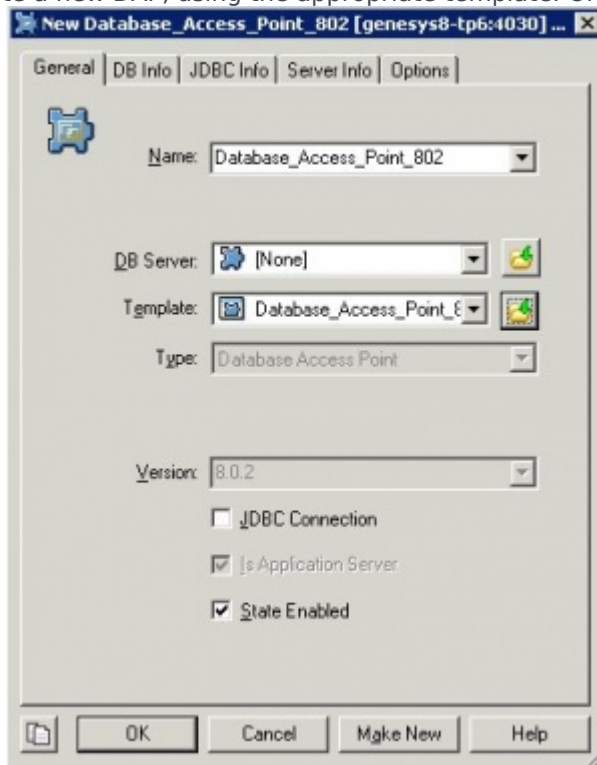 New Database_Access_Point_802 [genesys8-tp6:4030] ...
General DB Info JDBC Info Server Info Options
Name: Database_Access_Point_802
DB Server: [None]
Template: Database_Access_Point_8
Type: Database Access Point
Version: 8.0.2
JDBC Connection
Is Application Server
State Enabled
OK Cancel Make New Help